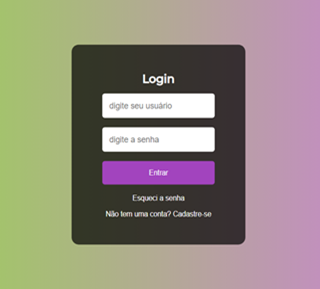 Login
digite seu usuário
digite a senha
Entrar
Esqueci a senha
Não tem uma conta? Cadastre-se